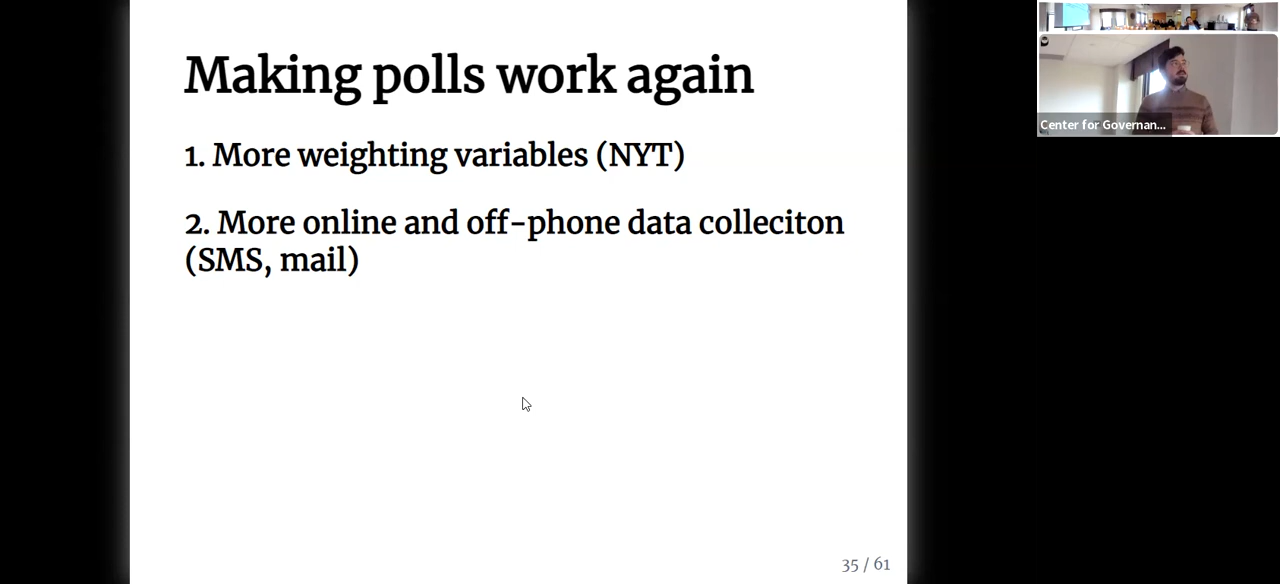 Making polls work again
1. More weighting variables (NYT)
2. More online and off-phone data colleciton
(SMS, mail)
35 / 61
Center for Governan...